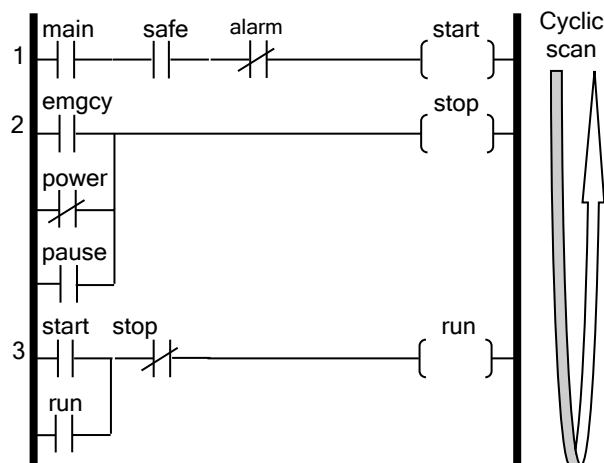 main safe alarm start
1
emgcy stop
2
power
pause
start stop run
3
run
Cyclic
scan